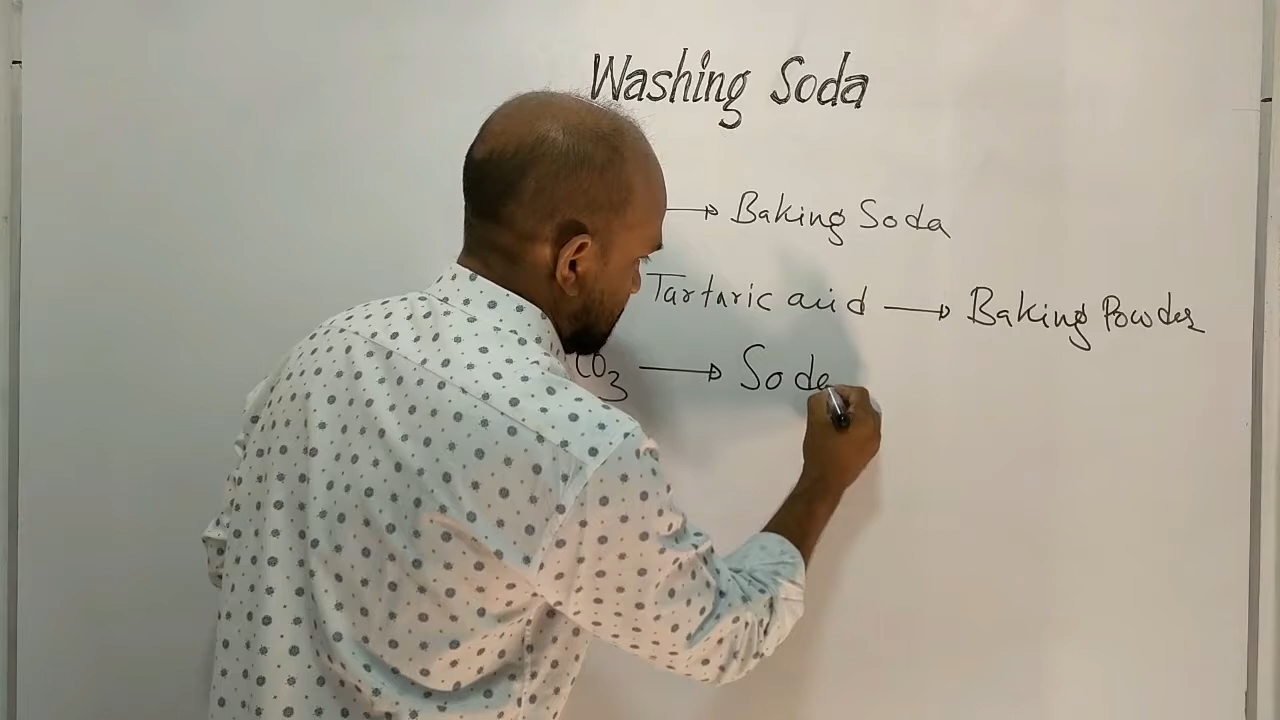 Washing Soda
→ Baking Soda
Tartaric acid → Baking Powder
CO3 → Soda